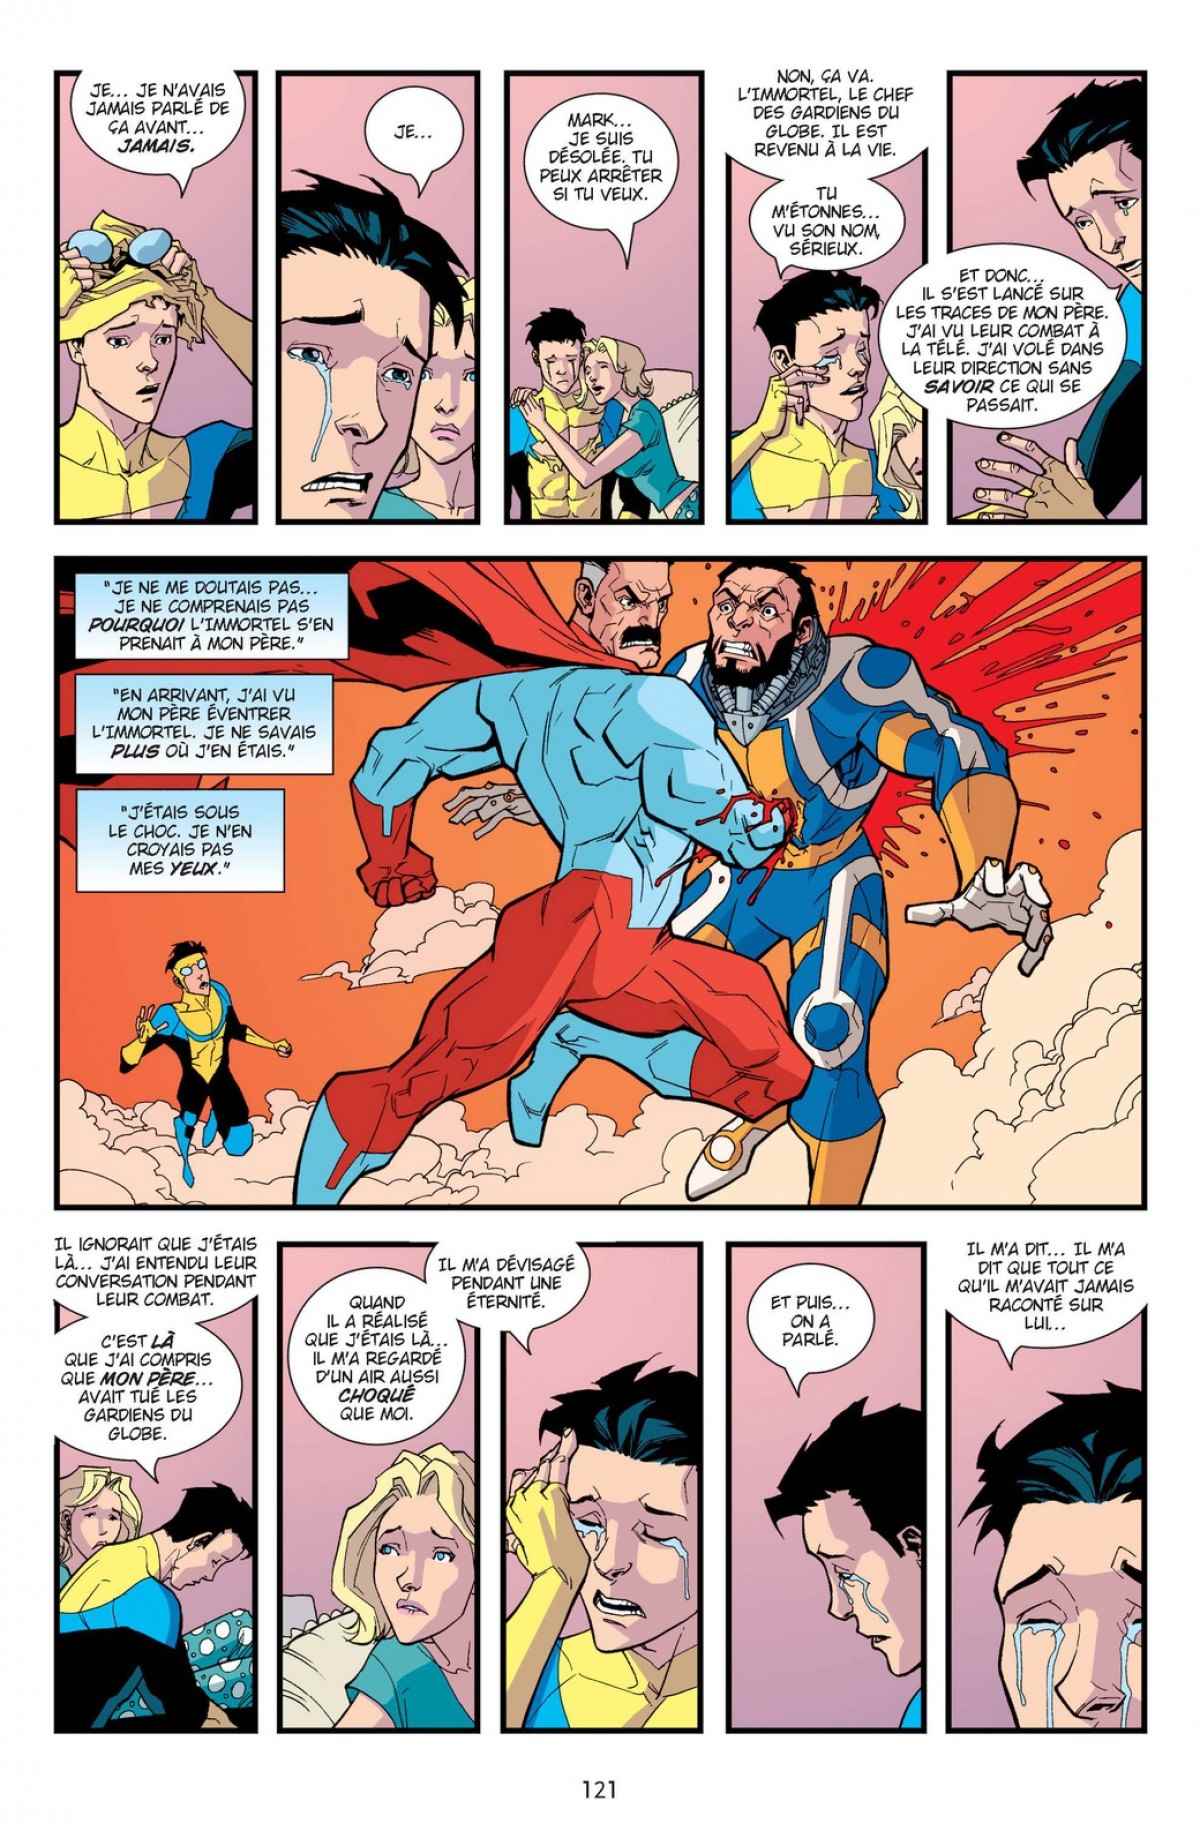 JE... JE N'AVAIS
JAMAIS PARLÉ DE
ÇA AVANT...
JAMAIS.
JE...
MARK...
JE SUIS
DÉSOLÉE. TU
PEUX ARRÊTER
SI TU VEUX.
NON, ÇA VA.
L'IMMORTEL, LE CHEF
DES GARDIENS DU
GLOBE. IL EST
REVENU À LA VIE.
TU
M'ÉTONNES...
VU SON NOM,
SÉRIEUX.
ET DONC...
IL S'EST LANCÉ SUR
LES TRACES DE MON PÈRE.
J'AI VU LEUR COMBAT À
LA TÉLÉ. J'AI VOLÉ DANS
LEUR DIRECTION SANS
SAVOIR CE QUI SE
PASSAIT.
"JE NE ME DOUTAIS PAS...
JE NE COMPRENAIS PAS
POURQUOI L'IMMORTEL S'EN
PRENAIT À MON PÈRE."
"EN ARRIVANT, J'AI VU
MON PÈRE ÉVENTRER
L'IMMORTEL. JE NE SAVAIS
PLUS OÙ J'EN ÉTAIS."
"J'ÉTAIS SOUS
LE CHOC. JE N'EN
CROYAIS PAS
MES YEUX."
IL IGNORAIT QUE J'ÉTAIS
LÀ... J'AI ENTENDU LEUR
CONVERSATION PENDANT
LEUR COMBAT.
C'EST LÀ
QUE J'AI COMPRIS
QUE MON PÈRE...
AVAIT TUÉ LES
GARDIENS DU
GLOBE.
QUAND
IL A RÉALISÉ
QUE J'ÉTAIS LÀ...
IL M'A REGARDÉ
D'UN AIR AUSSI
CHOQUÉ
QUE MOI.
IL M'A DÉVISAGÉ
PENDANT UNE
ÉTERNITÉ.
ET PUIS...
ON A
PARLÉ.
IL M'A DIT... IL M'A
DIT QUE TOUT CE
QU'IL M'AVAIT JAMAIS
RACONTÉ SUR
LUI...
121